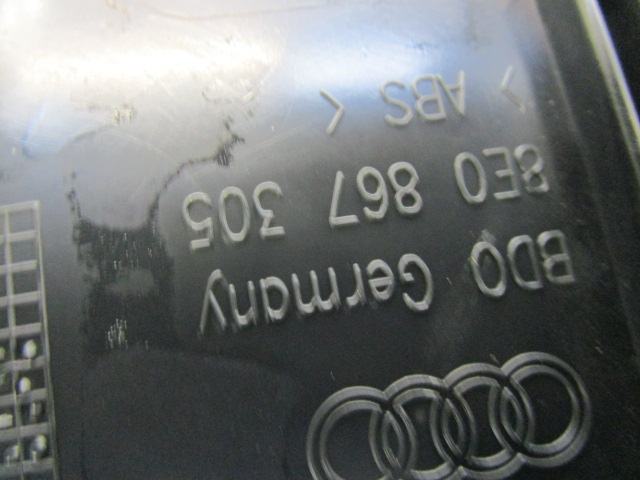 BDO Germany
8E0 867 305
> ABS <